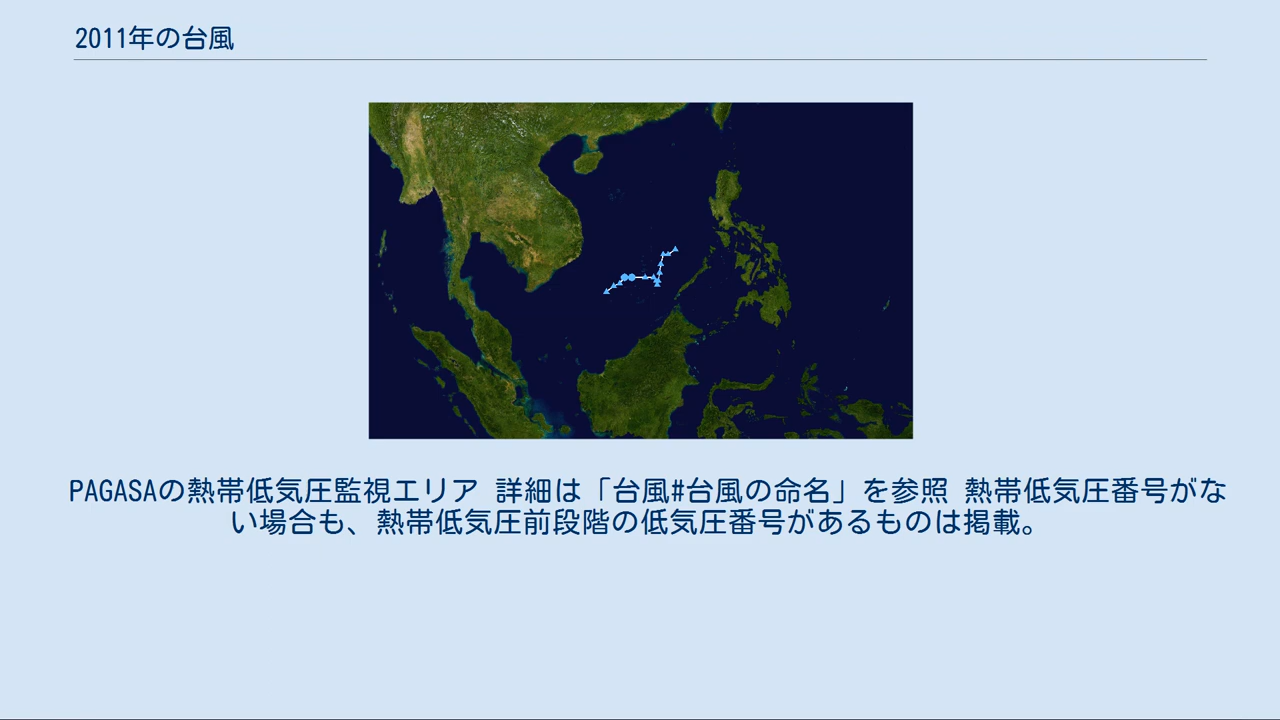 2011年の台風
PAGASAの熱帯低気圧監視エリア 詳細は「台風#台風の命名」を参照 熱帯低気圧番号がな
い場合も、熱帯低気圧前段階の低気圧番号があるものは掲載。